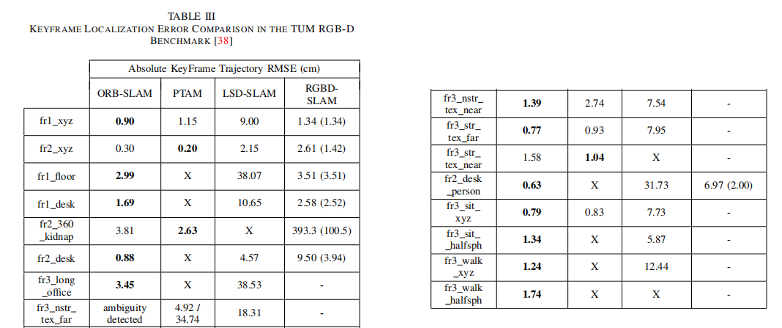 TABLE III
KEYFRAME LOCALIZATION ERROR COMPARISON IN THE TUM RGB-D
BENCHMARK [38]
Absolute KeyFrame Trajectory RMSE (cm)
ORB-SLAM PTAM LSD-SLAM RGBD-
SLAM
fr1_xyz 0.90 1.15 9.00 1.34 (1.34)
fr2_xyz 0.30 0.20 2.15 2.61 (1.42)
fr1_floor 2.99 X 38.07 3.51 (3.51)
fr1_desk 1.69 X 10.65 2.58 (2.52)
fr2_360
_kidnap 3.81 2.63 X 393.3 (100.5)
fr2_desk 0.88 X 4.57 9.50 (3.94)
fr3_long
_office 3.45 X 38.53 -
fr3_nstr_
tex_far ambiguity
detected 4.92 /
34.74 18.31 -
fr3_nstr_
tex_near 1.39 2.74 7.54 -
fr3_str_
tex_far 0.77 0.93 7.95 -
fr3_str_
tex_near 1.58 1.04 X -
fr2_desk
_person 0.63 X 31.73 6.97 (2.00)
fr3_sit_
xyz 0.79 0.83 7.73 -
fr3_sit_
_halfsph 1.34 X 5.87 -
fr3_walk
_xyz 1.24 X 12.44 -
fr3_walk
_halfsph 1.74 X X -